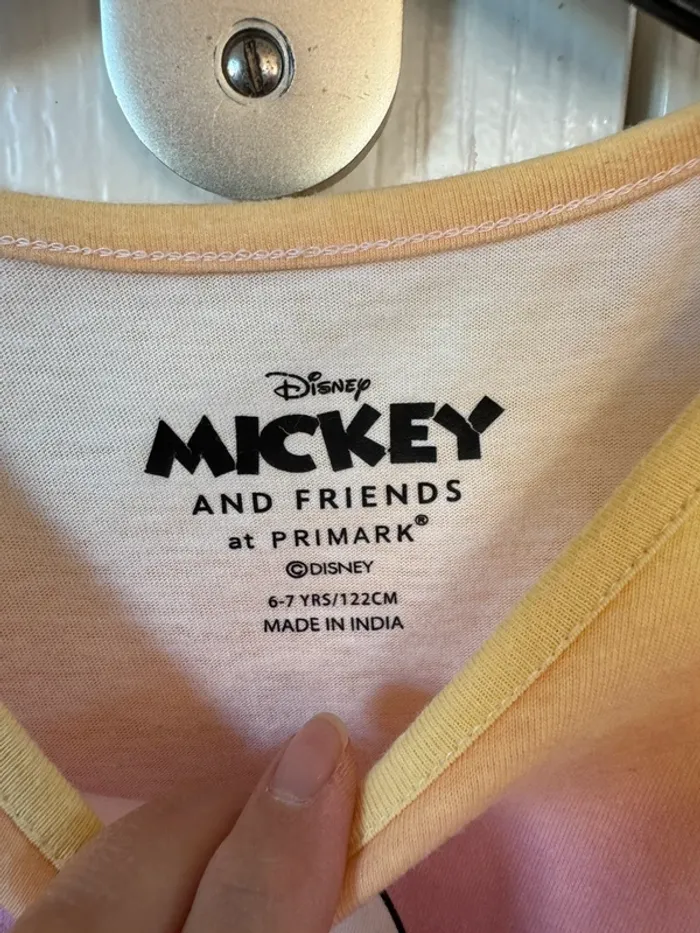 Disney
MICKEY
AND FRIENDS
at PRIMARK®
©DISNEY
6-7 YRS/122CM
MADE IN INDIA